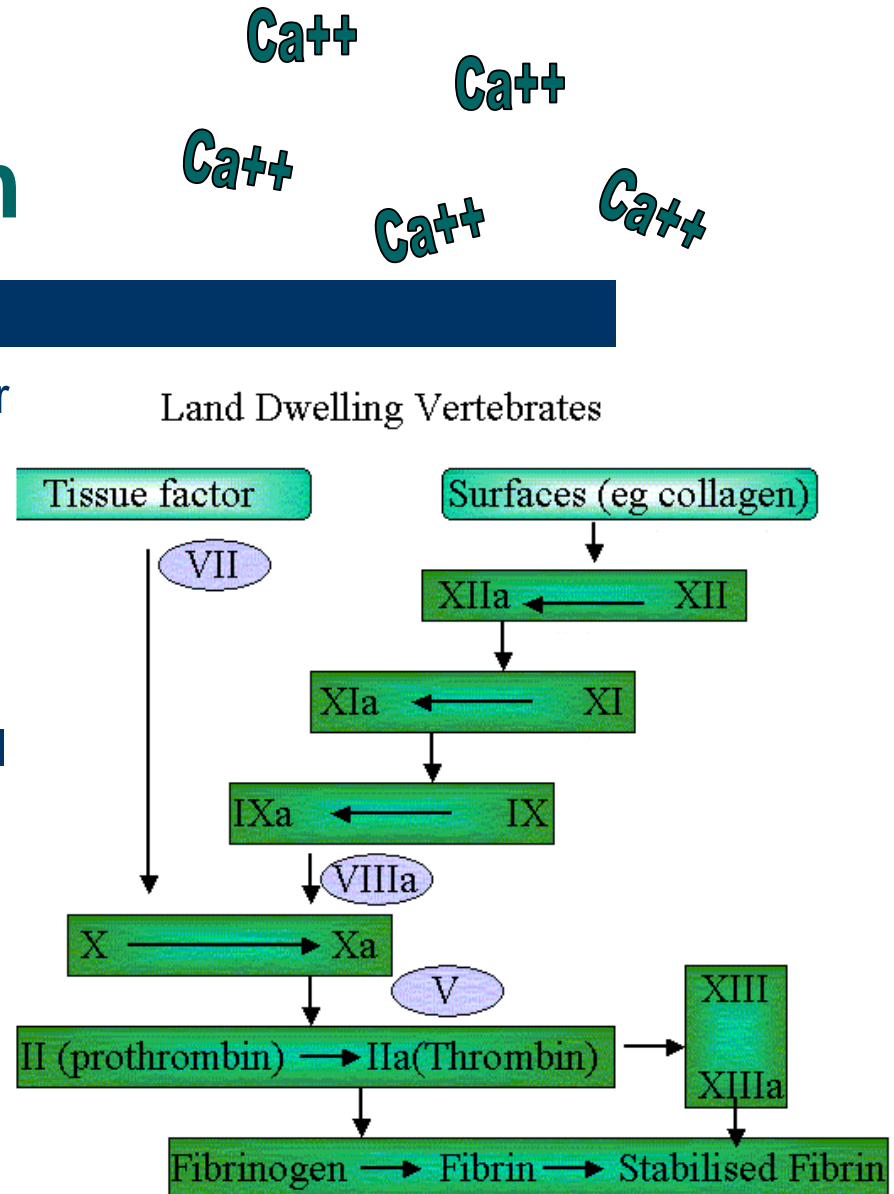 Ca++
Ca++
Ca++
Ca++
Ca++
n
r
Land Dwelling Vertebrates
Tissue factor
Surfaces (eg collagen)
VII
XIIa XII
XIa XI
IXa IX
VIIIa
X Xa
V
XIII
II (prothrombin) IIa(Thrombin)
XIIIa
Fibrinogen Fibrin Stabilised Fibrin